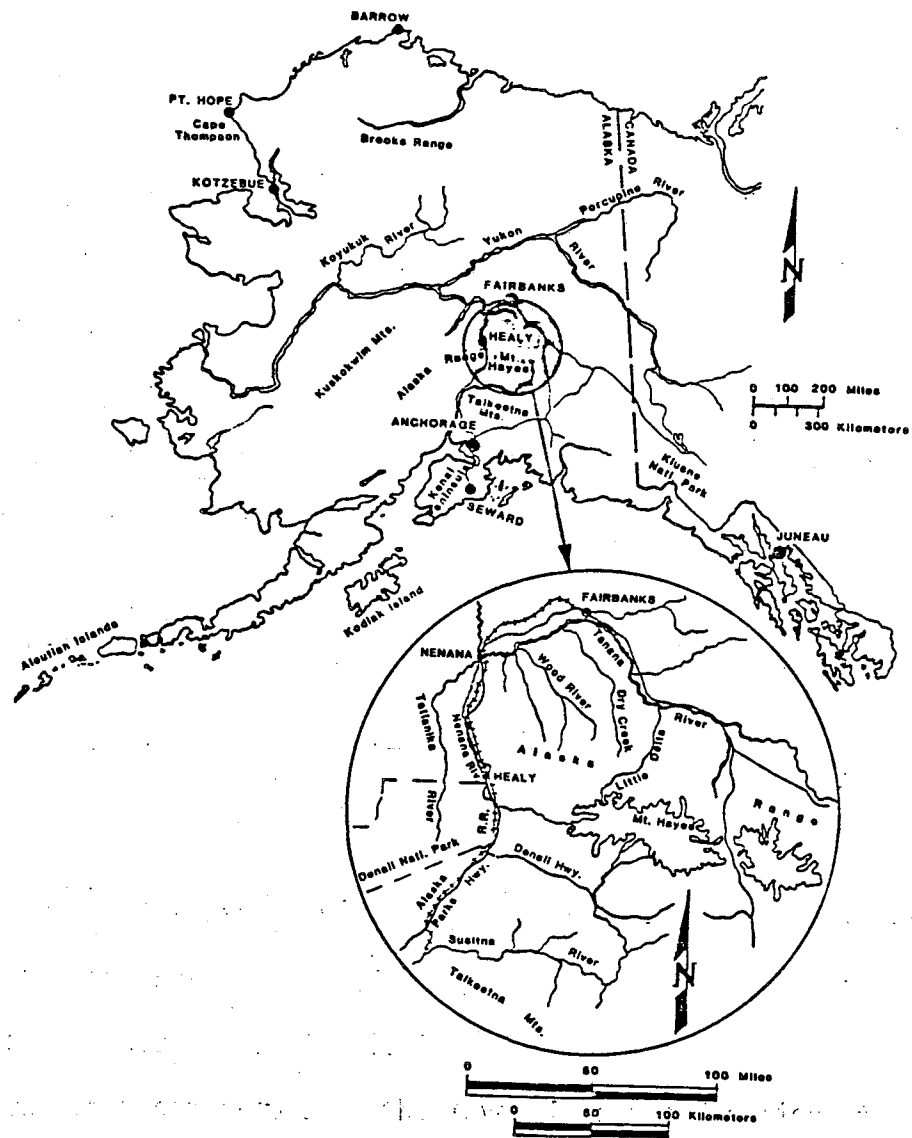 BARROW
PT. HOPE
Cape
Thompson
Brooks Range
ALASKA
CANADA
KOTZEBUE
Koyukuk River
Yukon
Porcupine River
River
N
FAIRBANKS
HEALY
Kuskokwim Mts.
Alaska
Range
Mt.
Hayes
0 100 200 Miles
0 300 Kilometers
Talkeetna
Mts.
ANCHORAGE
Kluane
Natl. Park
Kenai
Peninsula
SEWARD
JUNEAU
Kodiak Island
Aleutian Islands
FAIRBANKS
NENANA
Tanana
River
Wood River
Dry Creek
Totlanika
River
Nenana Riv.
Alaska
Little
Delta
HEALY
Range
Mt. Hayes
R.R.
Denali Natl. Park
Denali Hwy.
Alaska
Parks Hwy.
Susitna River
N
Talkeetna
Mts.
0 50 100 Miles
0 50 100 Kilometers